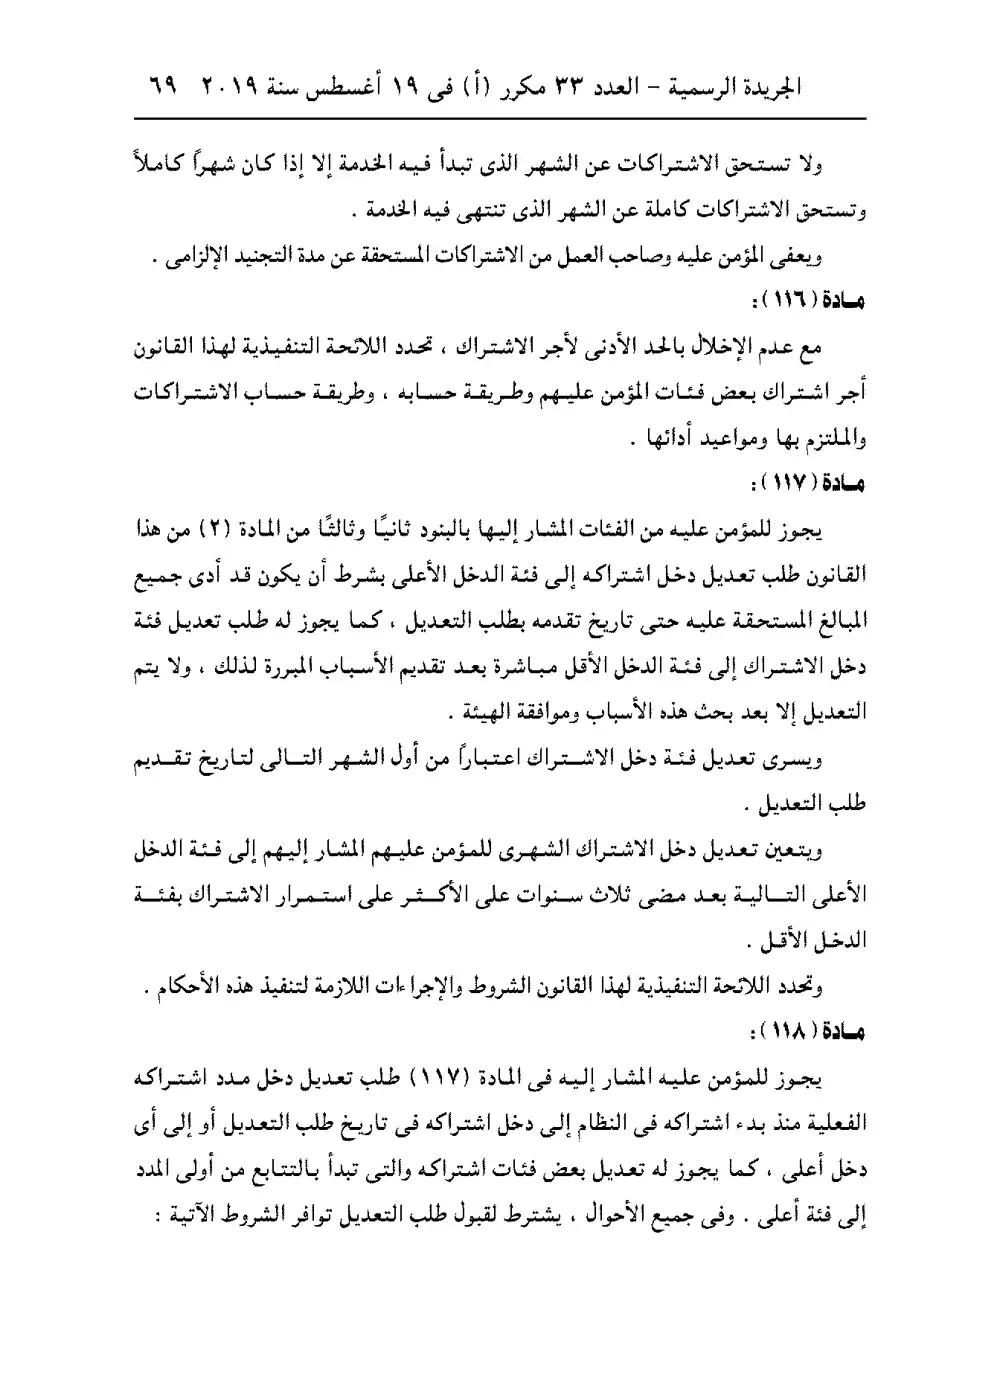 الجريدة الرسمية - العدد ٣٣ مكرر (أ) فى ١٩ أغسطس سنة ٢٠١٩ ٦٩
ولا تستحق الاشتراكات عن الشهر الذى تبدأ فيه الخدمة إلا إذا كان شهرًا كاملاً
وتستحق الاشتراكات كاملة عن الشهر الذى تنتهى فيه الخدمة .
ويعفى المؤمن عليه وصاحب العمل من الاشتراكات المستحقة عن مدة التجنيد الإلزامى .
مادة (١١٦):
مع عدم الإخلال بالحد الأدنى لأجر الاشتراك ، تحدد اللائحة التنفيذية لهذا القانون
أجر اشتراك بعض فئات المؤمن عليهم وطريقة حسابه ، وطريقة حساب الاشتراكات
والملتزم بها ومواعيد أدائها .
مادة (١١٧):
يجوز للمؤمن عليه من الفئات المشار إليها بالبنود ثانيًا وثالثًا من المادة (٢) من هذا
القانون طلب تعديل دخل اشتراكه إلى فئة الدخل الأعلى بشرط أن يكون قد أدى جميع
المبالغ المستحقة عليه حتى تاريخ تقدمه بطلب التعديل ، كما يجوز له طلب تعديل فئة
دخل الاشتراك إلى فئة الدخل الأقل مباشرة بعد تقديم الأسباب المبررة لذلك ، ولا يتم
التعديل إلا بعد بحث هذه الأسباب وموافقة الهيئة .
ويسرى تعديل فئة دخل الاشتراك اعتبارًا من أول الشهر التالى لتاريخ تقديم
طلب التعديل .
ويتعين تعديل دخل الاشتراك الشهرى للمؤمن عليهم المشار إليهم إلى فئة الدخل
الأعلى التالية بعد مضى ثلاث سنوات على الأكثر على استمرار الاشتراك بفئة
الدخل الأقل .
وتحدد اللائحة التنفيذية لهذا القانون الشروط والإجراءات اللازمة لتنفيذ هذه الأحكام .
مادة (١١٨):
يجوز للمؤمن عليه المشار إليه فى المادة (١١٧) طلب تعديل دخل مدد اشتراكه
الفعلية منذ بدء اشتراكه فى النظام إلى دخل اشتراكه فى تاريخ طلب التعديل أو إلى أى
دخل أعلى ، كما يجوز له تعديل بعض فئات اشتراكه والتى تبدأ بالتتابع من أولى المدد
إلى فئة أعلى . وفى جميع الأحوال ، يشترط لقبول طلب التعديل توافر الشروط الآتية :